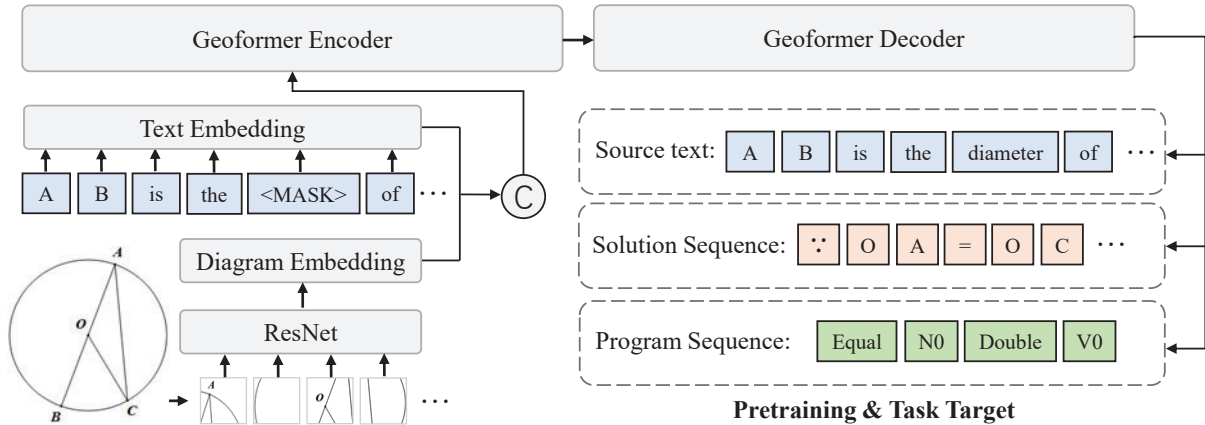 Geoformer Encoder
Geoformer Decoder
Text Embedding
A B is the <MASK> of ...
C
Diagram Embedding
ResNet
A
O
B
C
A
O
...
Source text: A B is the diameter of ...
Solution Sequence: ∵ O A = O C ...
Program Sequence: Equal N0 Double V0
Pretraining & Task Target